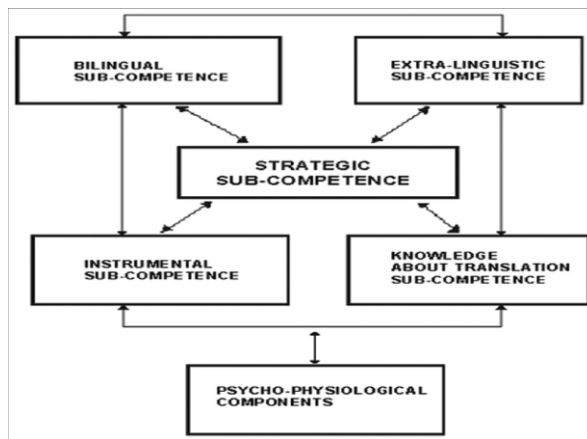 BILINGUAL
SUB-COMPETENCE
EXTRA-LINGUISTIC
SUB-COMPETENCE
STRATEGIC
SUB-COMPETENCE
INSTRUMENTAL
SUB-COMPETENCE
KNOWLEDGE
ABOUT TRANSLATION
SUB-COMPETENCE
PSYCHO-PHYSIOLOGICAL
COMPONENTS